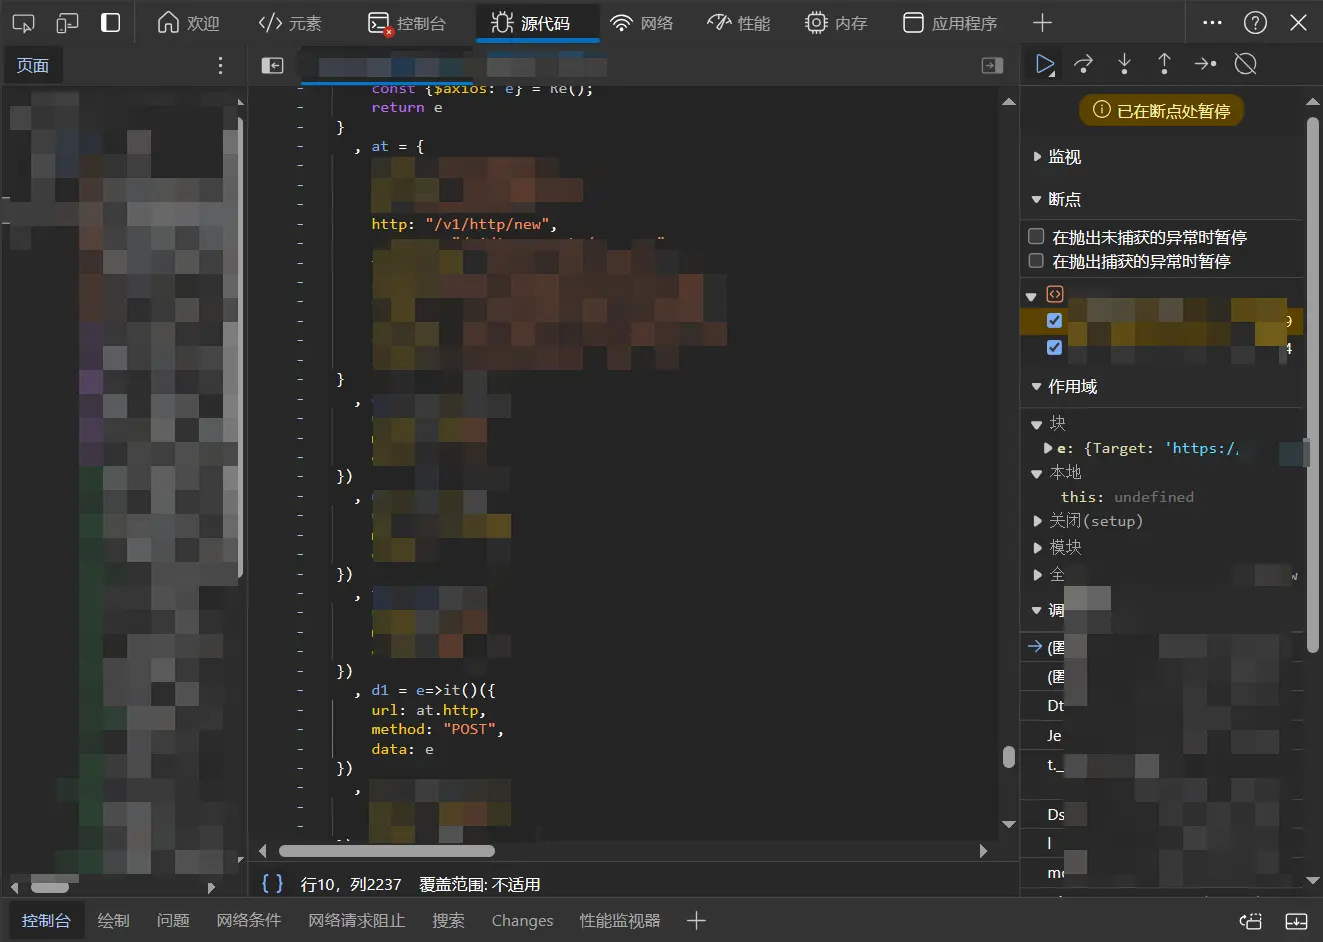 欢迎
元素
控制台
源代码
网络
性能
内存
应用程序
页面
const {$axios: e} = Re();
return e
}
, at = {
http: "/v1/http/new",
}
,
})
,
})
,
})
, d1 = e=>it()({
url: at.http,
method: "POST",
data: e
})
,
{ } 行10，列2237 覆盖范围: 不适用
已在断点处暂停
监视
断点
在抛出未捕获的异常时暂停
在抛出捕获的异常时暂停
9
4
作用域
块
e: {Target: 'https:/
本地
this: undefined
关闭(setup)
模块
全
调
(匿
(匿
Dt
Je
t._
Ds
l
控制台
绘制
问题
网络条件
网络请求阻止
搜索
Changes
性能监视器